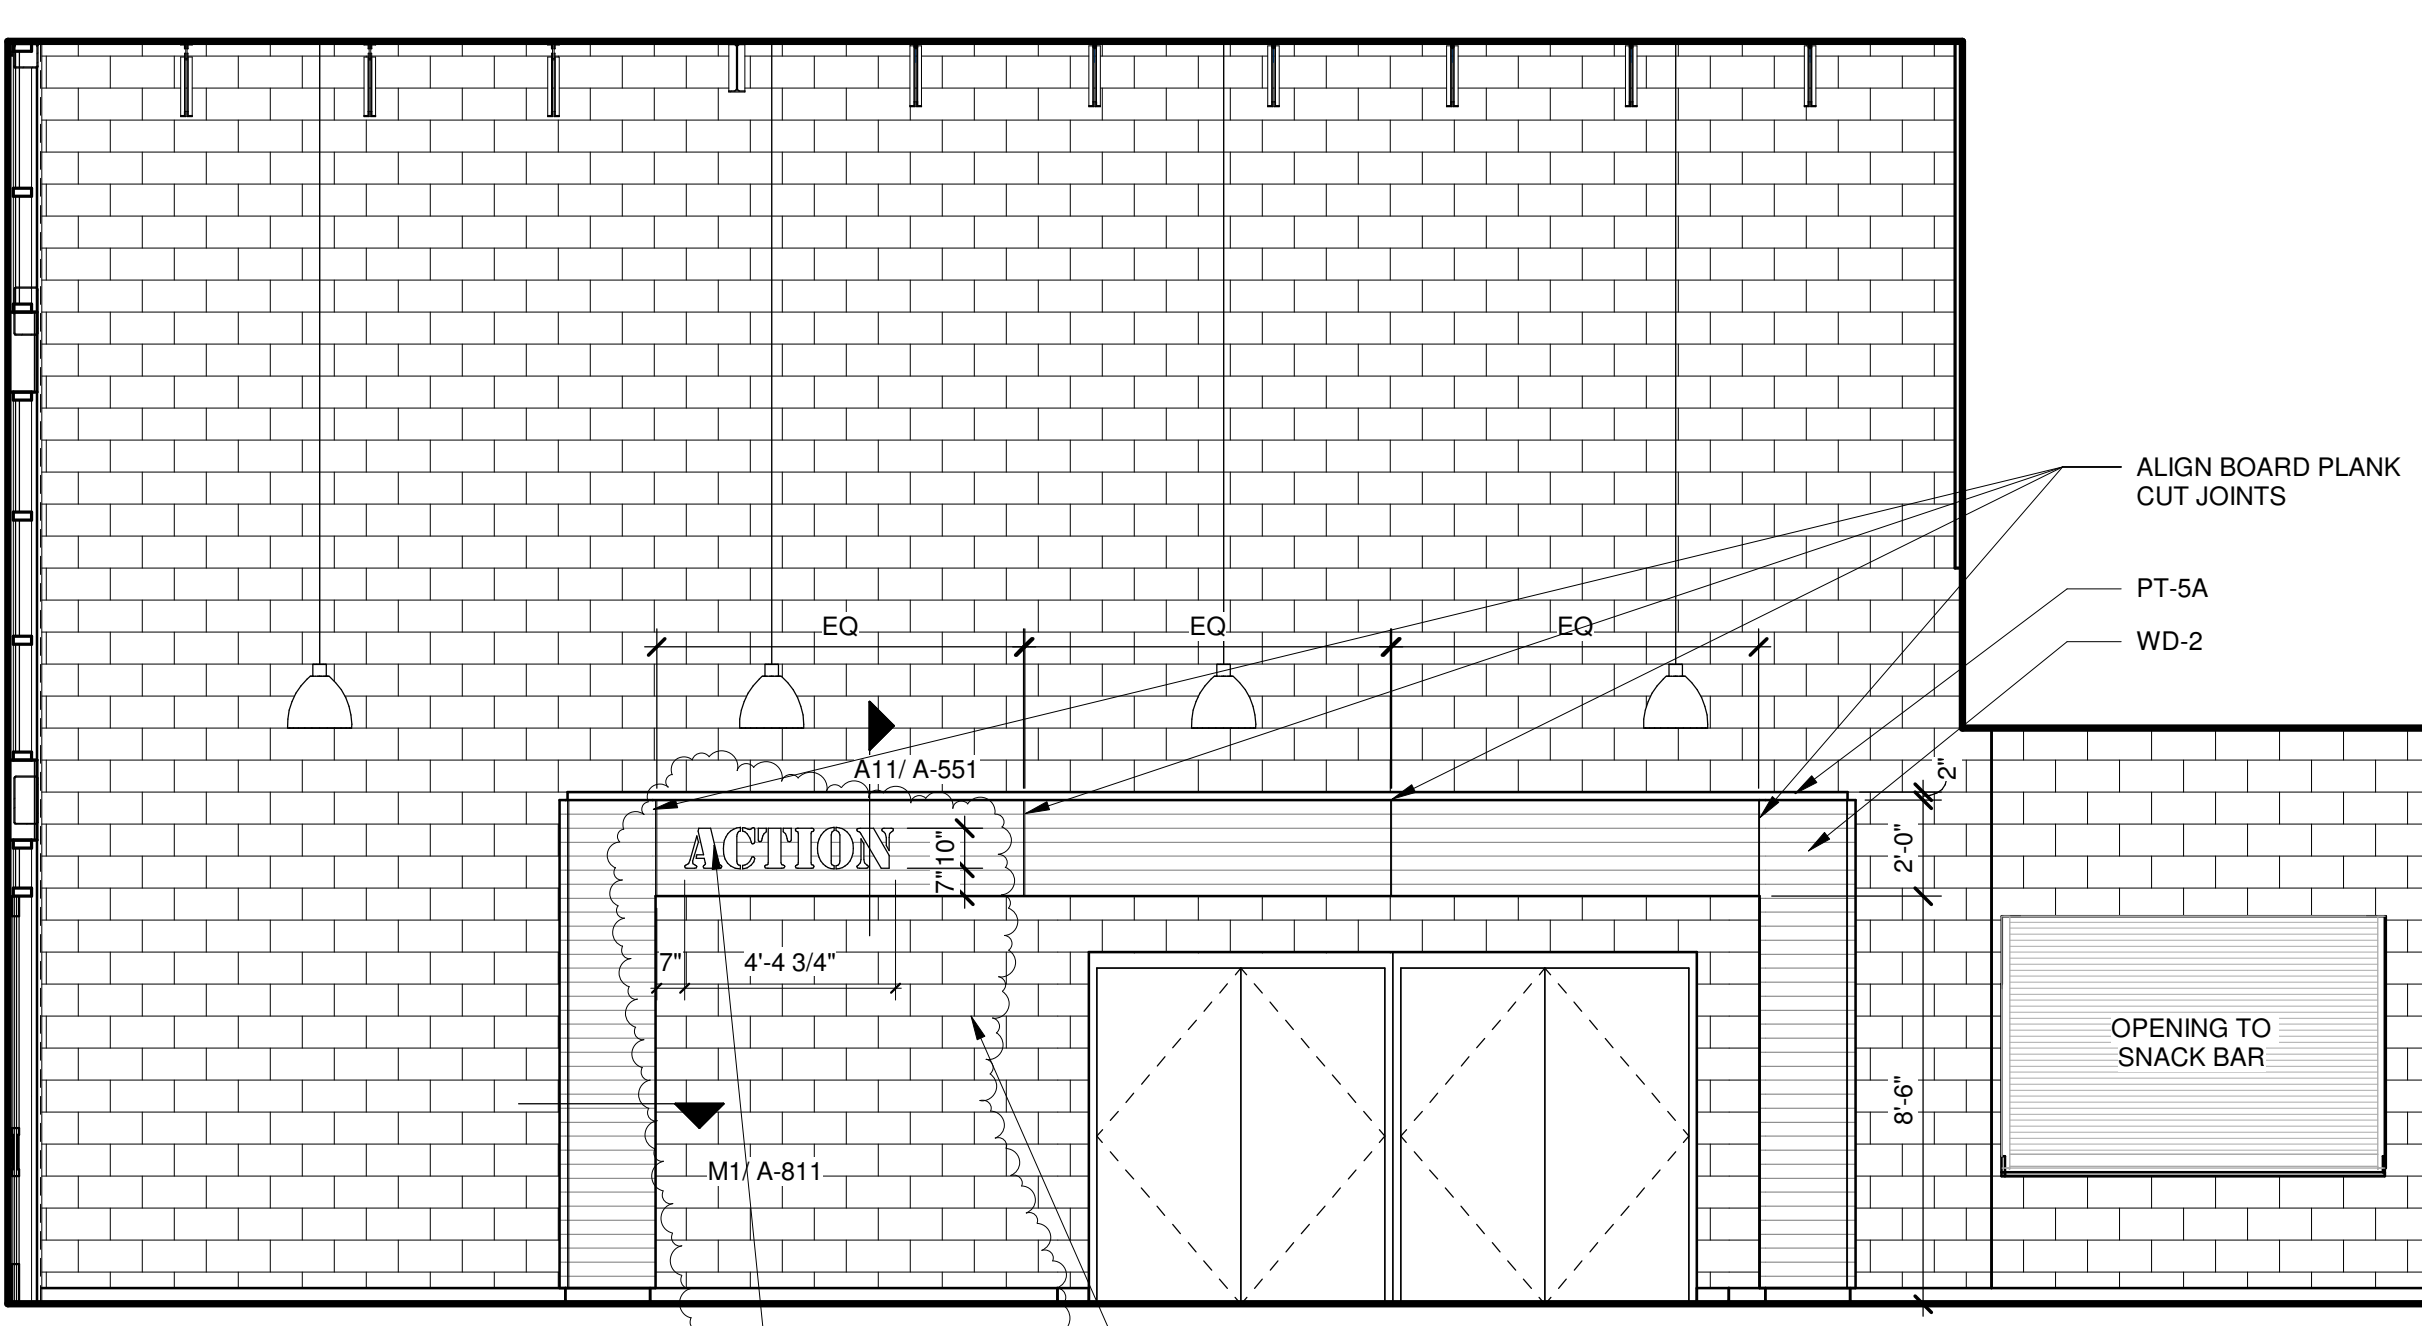 ALIGN BOARD PLANK
CUT JOINTS
PT-5A
WD-2
EQ
EQ
EQ
A11/ A-551
2"
ACTION
10"
7"
2'-0"
7"
4'-4 3/4"
OPENING TO
SNACK BAR
8'-6"
M1/ A-811